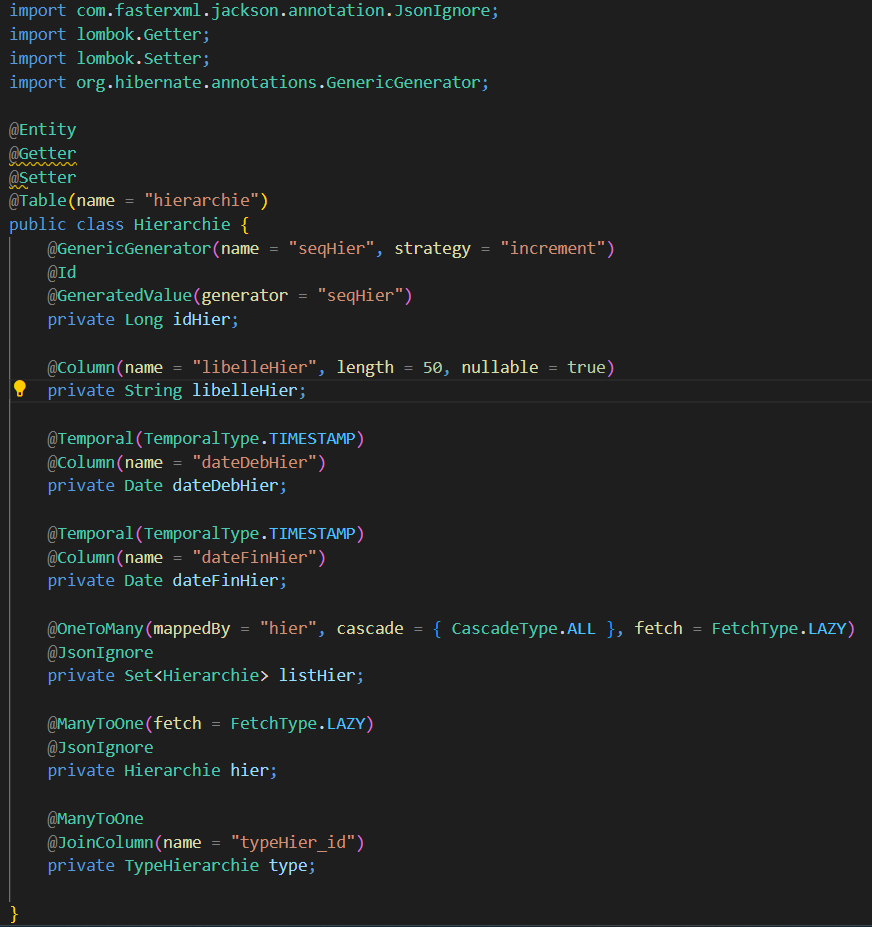 import com.fasterxml.jackson.annotation.JsonIgnore;
import lombok.Getter;
import lombok.Setter;
import org.hibernate.annotations.GenericGenerator;
@Entity
@Getter
@Setter
@Table(name = "hierarchie")
public class Hierarchie {
@GenericGenerator(name = "seqHier", strategy = "increment")
@Id
@GeneratedValue(generator = "seqHier")
private Long idHier;
@Column(name = "libelleHier", length = 50, nullable = true)
private String libelleHier;
@Temporal(TemporalType.TIMESTAMP)
@Column(name = "dateDebHier")
private Date dateDebHier;
@Temporal(TemporalType.TIMESTAMP)
@Column(name = "dateFinHier")
private Date dateFinHier;
@OneToMany(mappedBy = "hier", cascade = { CascadeType.ALL }, fetch = FetchType.LAZY)
@JsonIgnore
private Set<Hierarchie> listHier;
@ManyToOne(fetch = FetchType.LAZY)
@JsonIgnore
private Hierarchie hier;
@ManyToOne
@JoinColumn(name = "typeHier_id")
private TypeHierarchie type;
}